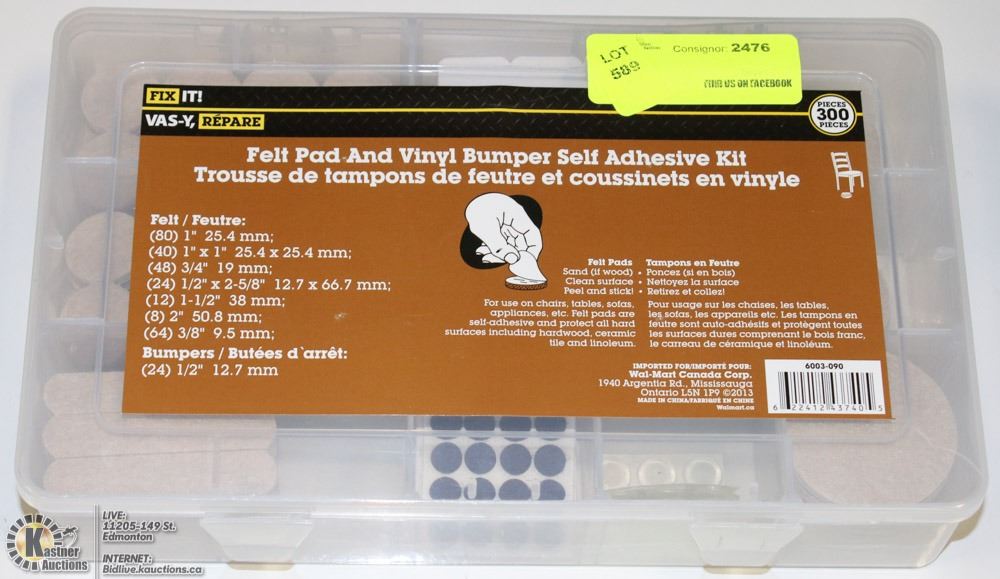 LOT
589
Consignor: 2476
FIND US ON FACEBOOK
FIX IT!
VAS-Y, RÉPARE
PIECES
300
PIECES
Felt Pad And Vinyl Bumper Self Adhesive Kit
Trousse de tampons de feutre et coussinets en vinyle
Felt / Feutre:
(80) 1" 25.4 mm;
(40) 1" x 1" 25.4 x 25.4 mm;
(48) 3/4" 19 mm;
(24) 1/2" x 2-5/8" 12.7 x 66.7 mm;
(12) 1-1/2" 38 mm;
(8) 2" 50.8 mm;
(64) 3/8" 9.5 mm;
Bumpers / Butées d`arrêt:
(24) 1/2" 12.7 mm
Felt Pads
Sand (if wood) •
Clean surface •
Peel and stick! •
For use on chairs, tables, sofas,
appliances, etc. Felt pads are
self-adhesive and protect all hard
surfaces including hardwood, ceramic
tile and linoleum.
Tampons en Feutre
Poncez (si en bois)
Nettoyez la surface
Retirez et collez!
Pour usage sur les chaises, les tables,
les sofas, les appareils etc. Les tampons en
feutre sont auto-adhésifs et protègent toutes
les surfaces dures comprenant le bois franc,
le carreau de céramique et linoléum.
IMPORTED FOR/IMPORTÉ POUR:
Wal-Mart Canada Corp.
1940 Argentia Rd., Mississauga
Ontario L5N 1P9 ©2013
MADE IN CHINA/FABRIQUÉ EN CHINE
Walmart.ca
6003-090
6 22412 43740 5
Kastner
Auctions
LIVE:
11205-149 St.
Edmonton
INTERNET:
Bidlive.kauctions.ca